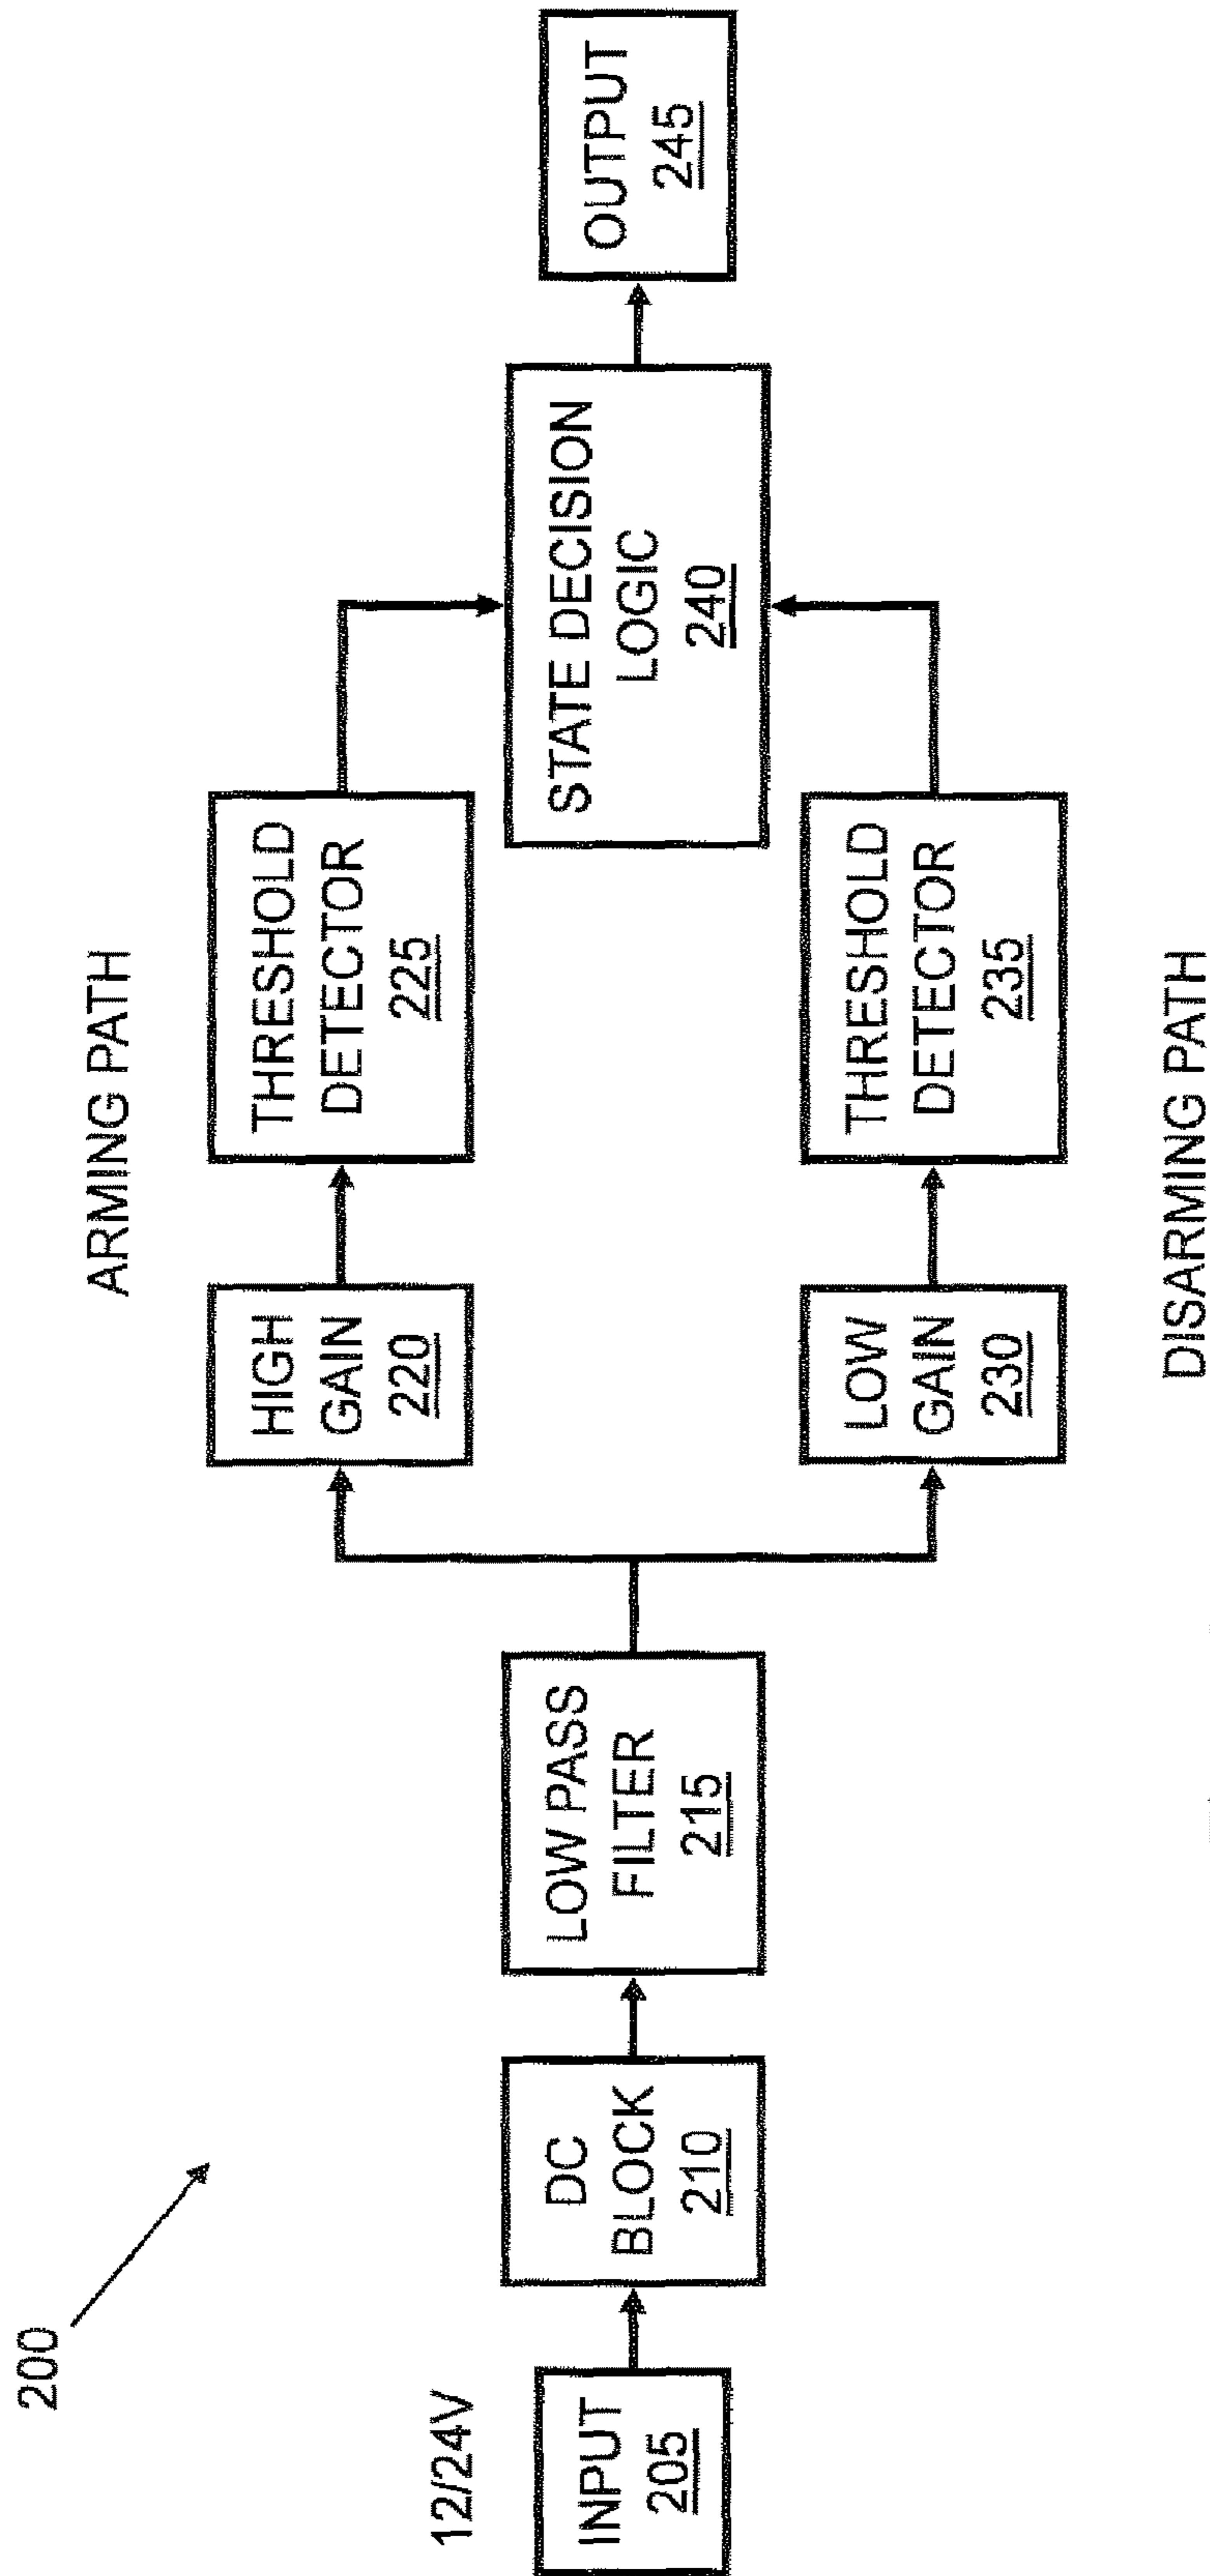 200
12/24V
INPUT
205
DC
BLOCK
210
LOW PASS
FILTER
215
ARMING PATH
HIGH
GAIN
220
THRESHOLD
DETECTOR
225
LOW
GAIN
230
THRESHOLD
DETECTOR
235
DISARMING PATH
STATE DECISION
LOGIC
240
OUTPUT
245